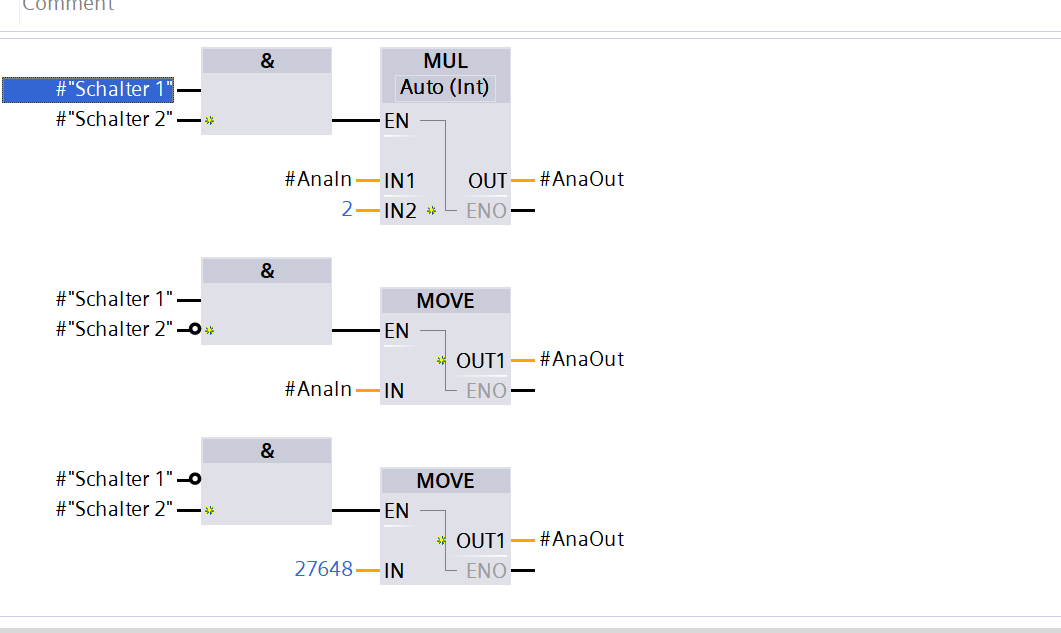 Comment
&
MUL
Auto (Int)
#"Schalter 1"
#"Schalter 2"
EN
#AnaIn
IN1
OUT
#AnaOut
2
IN2
ENO
&
#"Schalter 1"
MOVE
#"Schalter 2"
EN
OUT1
#AnaOut
#AnaIn
IN
ENO
&
#"Schalter 1"
MOVE
#"Schalter 2"
EN
OUT1
#AnaOut
27648
IN
ENO